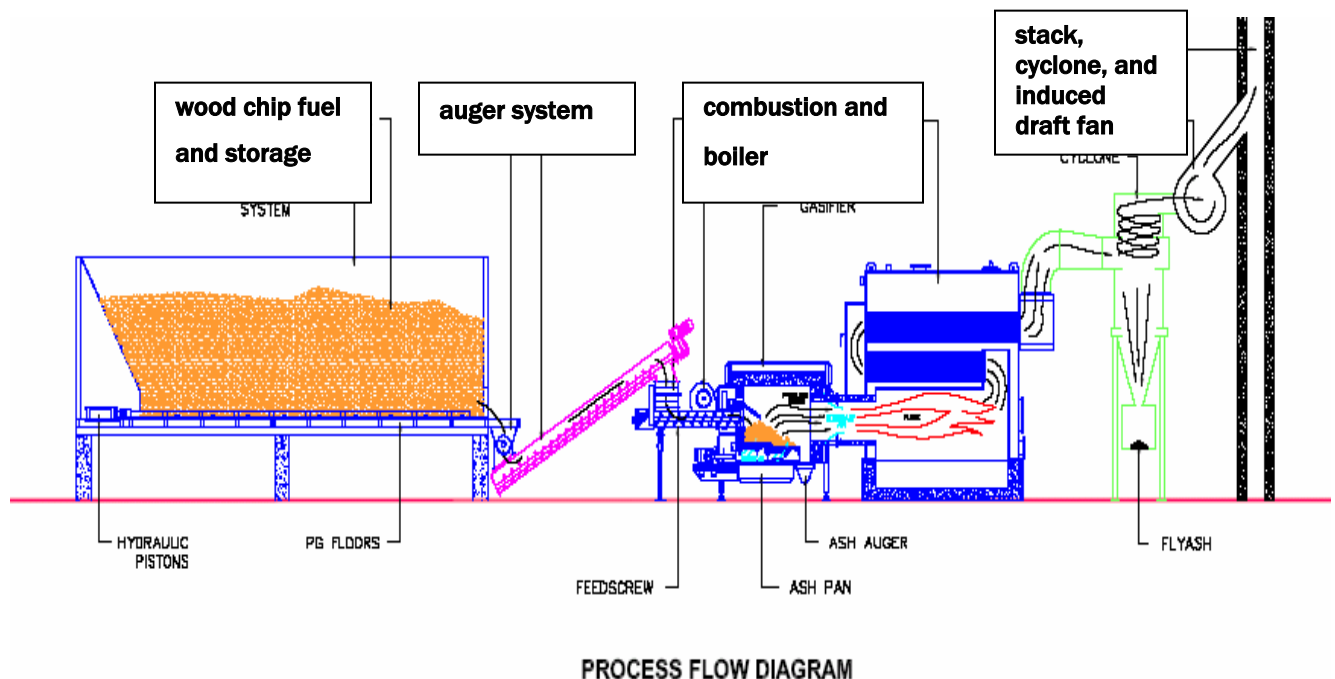 stack,
cyclone, and
induced
draft fan
wood chip fuel
and storage
auger system
combustion and
boiler
CYCLONE
SYSTEM
GASIFIER
HYDRAULIC
PISTONS
PG FLOORS
ASH AUGER
FLYASH
FEEDSCREW
ASH PAN
PROCESS FLOW DIAGRAM